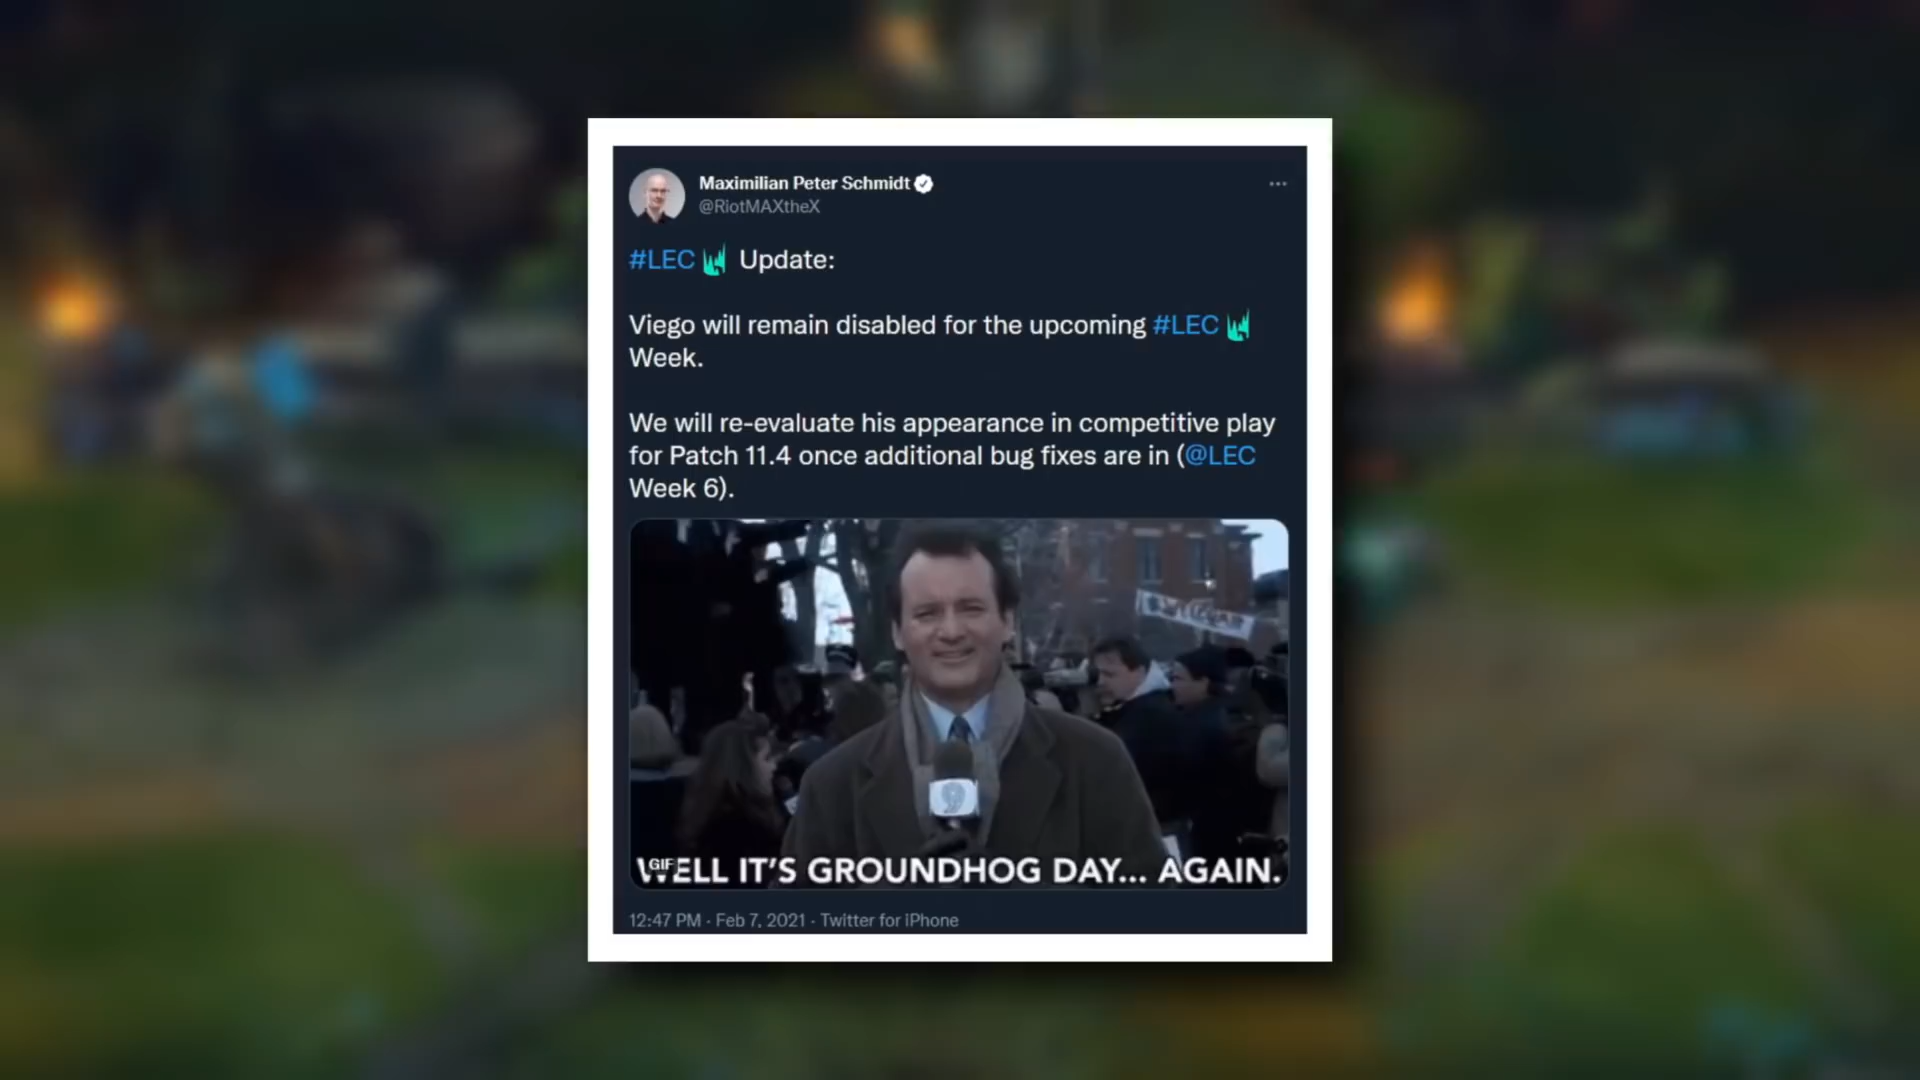 Maximilian Peter Schmidt
@RiotMAXtheX
#LEC Update:
Viego will remain disabled for the upcoming #LEC
Week.
We will re-evaluate his appearance in competitive play
for Patch 11.4 once additional bug fixes are in (@LEC
Week 6).
9
WELL IT'S GROUNDHOG DAY... AGAIN.
GIF
12:47 PM · Feb 7, 2021 · Twitter for iPhone